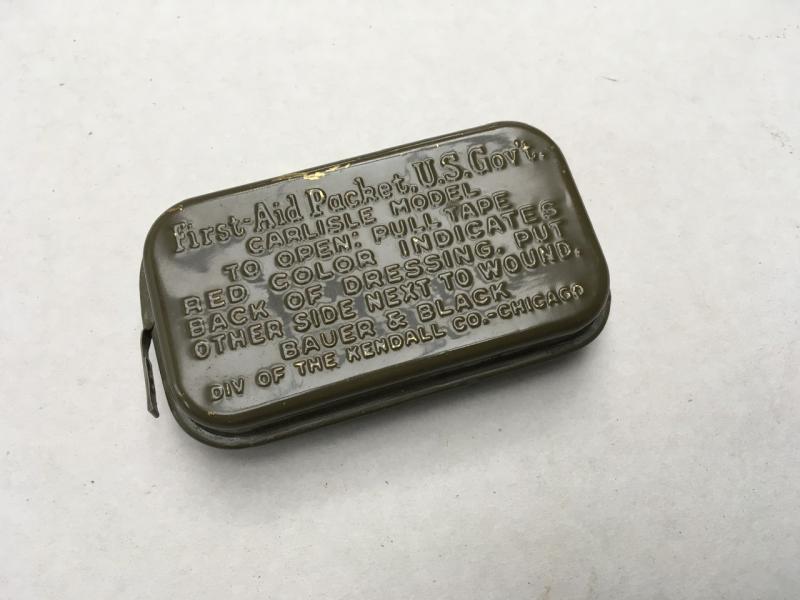 First-Aid Packet, U.S. Gov't.
CARLISLE MODEL
TO OPEN: PULL TAPE
RED COLOR INDICATES
BACK OF DRESSING. PUT
OTHER SIDE NEXT TO WOUND.
BAUER & BLACK
DIV OF THE KENDALL CO.-CHICAGO